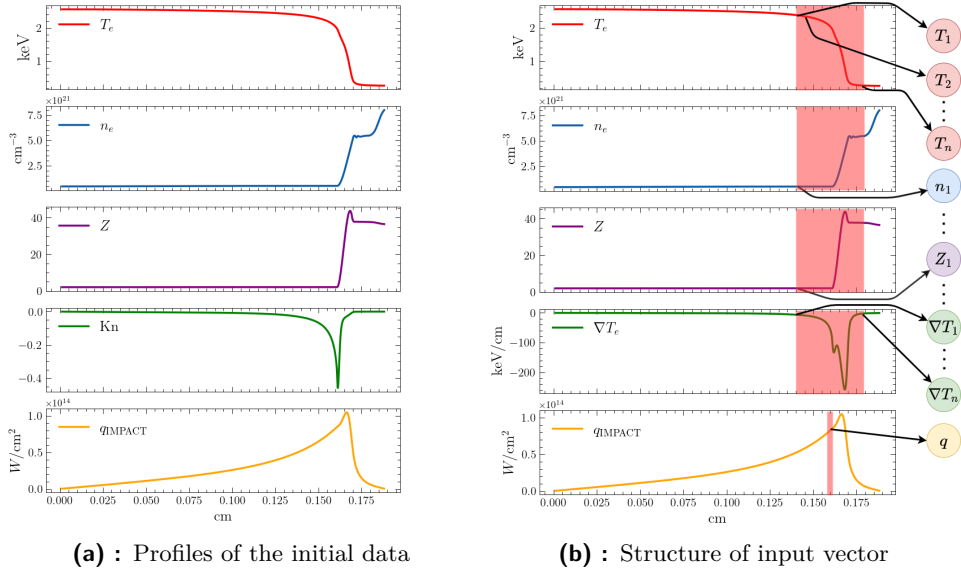 T_e
keV
2
1
×10^21
n_e
cm^−3
7.5
5.0
2.5
Z
40
20
0
Kn
0.0
−0.2
−0.4
×10^14
q_IMPACT
W/cm^2
1.0
0.5
0.0
0.000 0.025 0.050 0.075 0.100 0.125 0.150 0.175
cm
(a) : Profiles of the initial data
T_e
keV
2
1
×10^21
n_e
cm^−3
7.5
5.0
2.5
Z
40
20
0
∇T_e
keV/cm
0
−100
−200
×10^14
q_IMPACT
W/cm^2
1.0
0.5
0.0
0.000 0.025 0.050 0.075 0.100 0.125 0.150 0.175
cm
T_1
T_2
T_n
n_1
Z_1
∇T_1
∇T_n
q
(b) : Structure of input vector